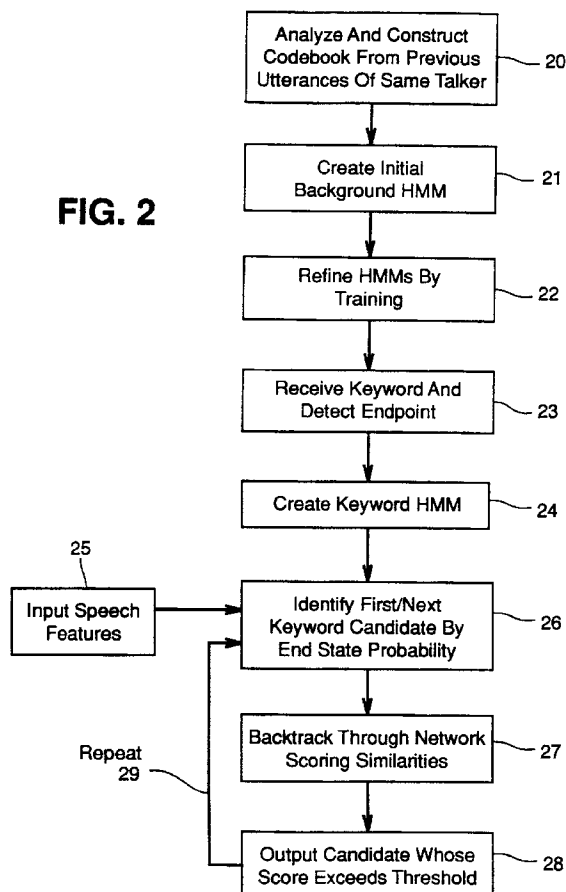 Analyze And Construct
Codebook From Previous
Utterances Of Same Talker
20
Create Initial
Background HMM
21
FIG. 2
Refine HMMs By
Training
22
Receive Keyword And
Detect Endpoint
23
Create Keyword HMM
24
25
Input Speech
Features
Identify First/Next
Keyword Candidate By
End State Probability
26
Backtrack Through Network
Scoring Similarities
27
Repeat
29
Output Candidate Whose
Score Exceeds Threshold
28